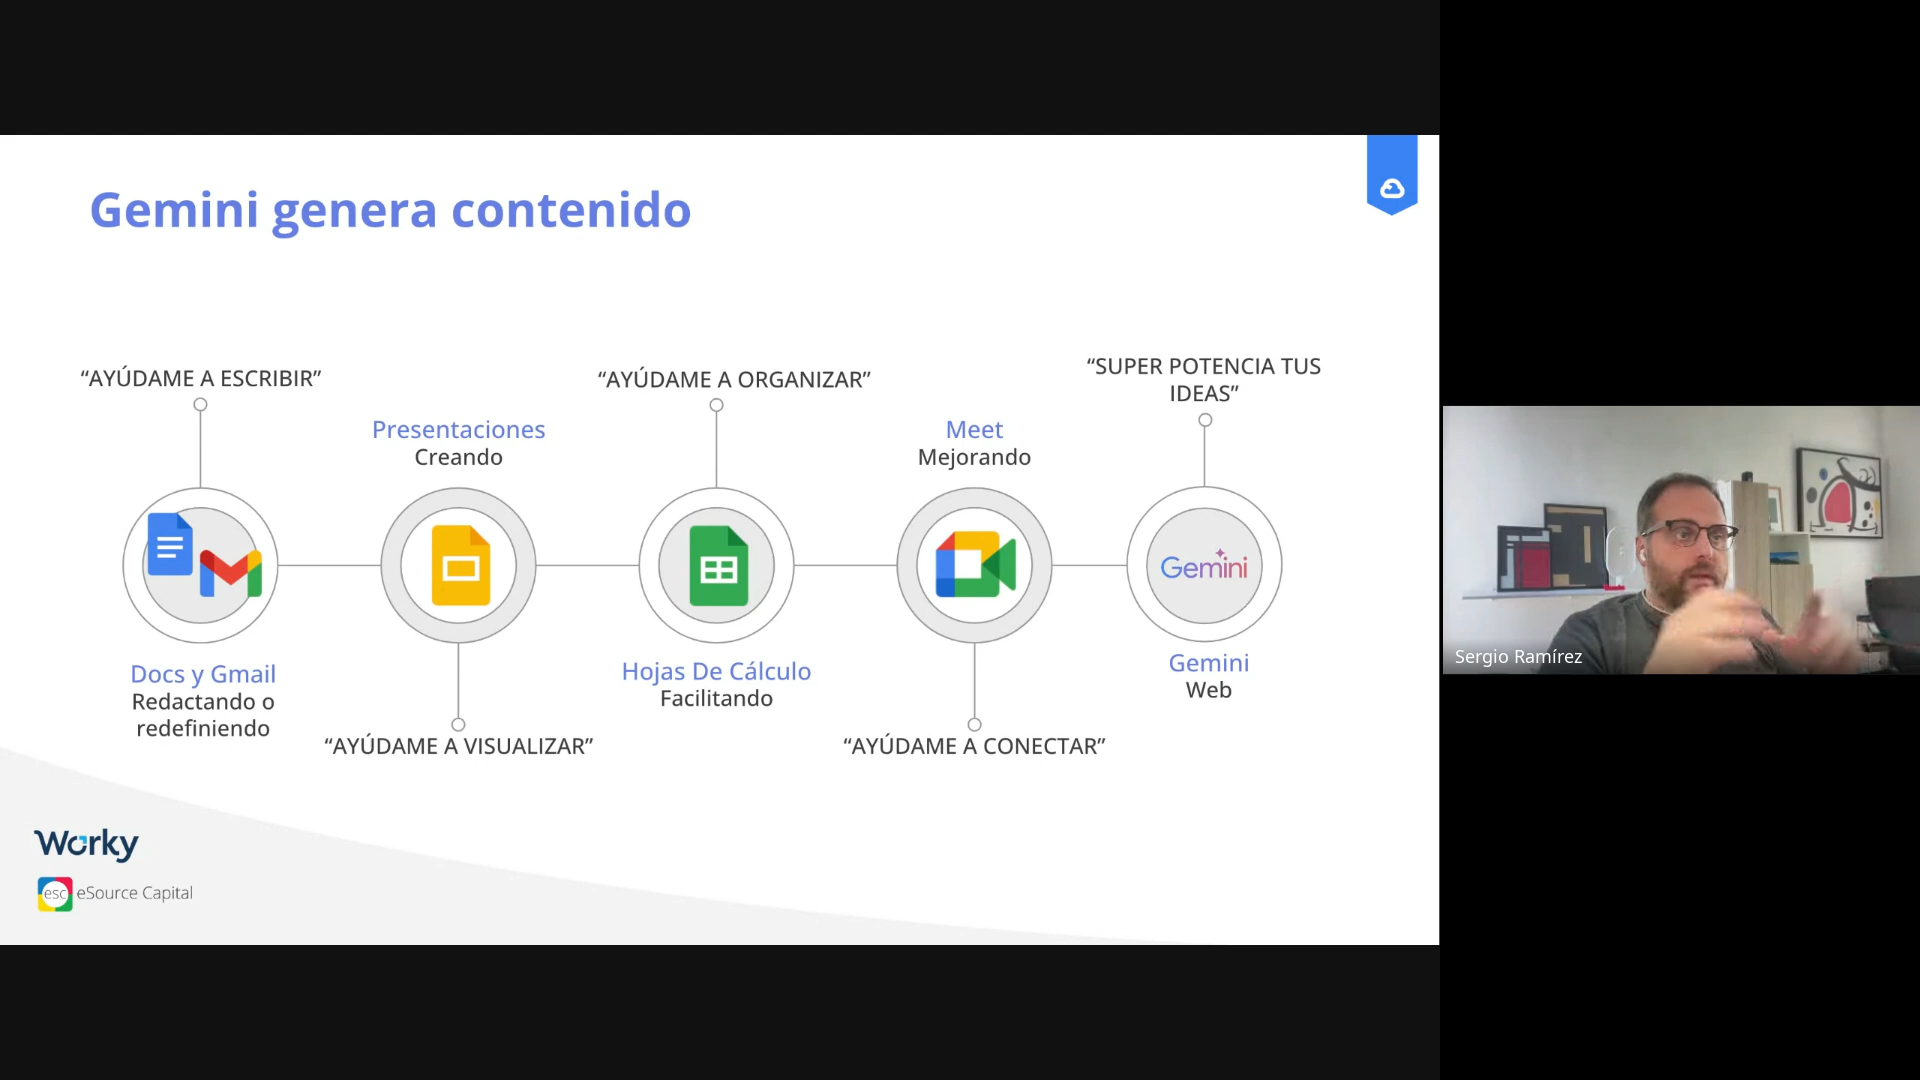 Gemini genera contenido
“AYÚDAME A ESCRIBIR”
Docs y Gmail
Redactando o
redefiniendo
Presentaciones
Creando
“AYÚDAME A VISUALIZAR”
“AYÚDAME A ORGANIZAR”
Hojas De Cálculo
Facilitando
Meet
Mejorando
“AYÚDAME A CONECTAR”
“SUPER POTENCIA TUS
IDEAS”
Gemini
Gemini
Web
Worky
esc eSource Capital
Sergio Ramírez